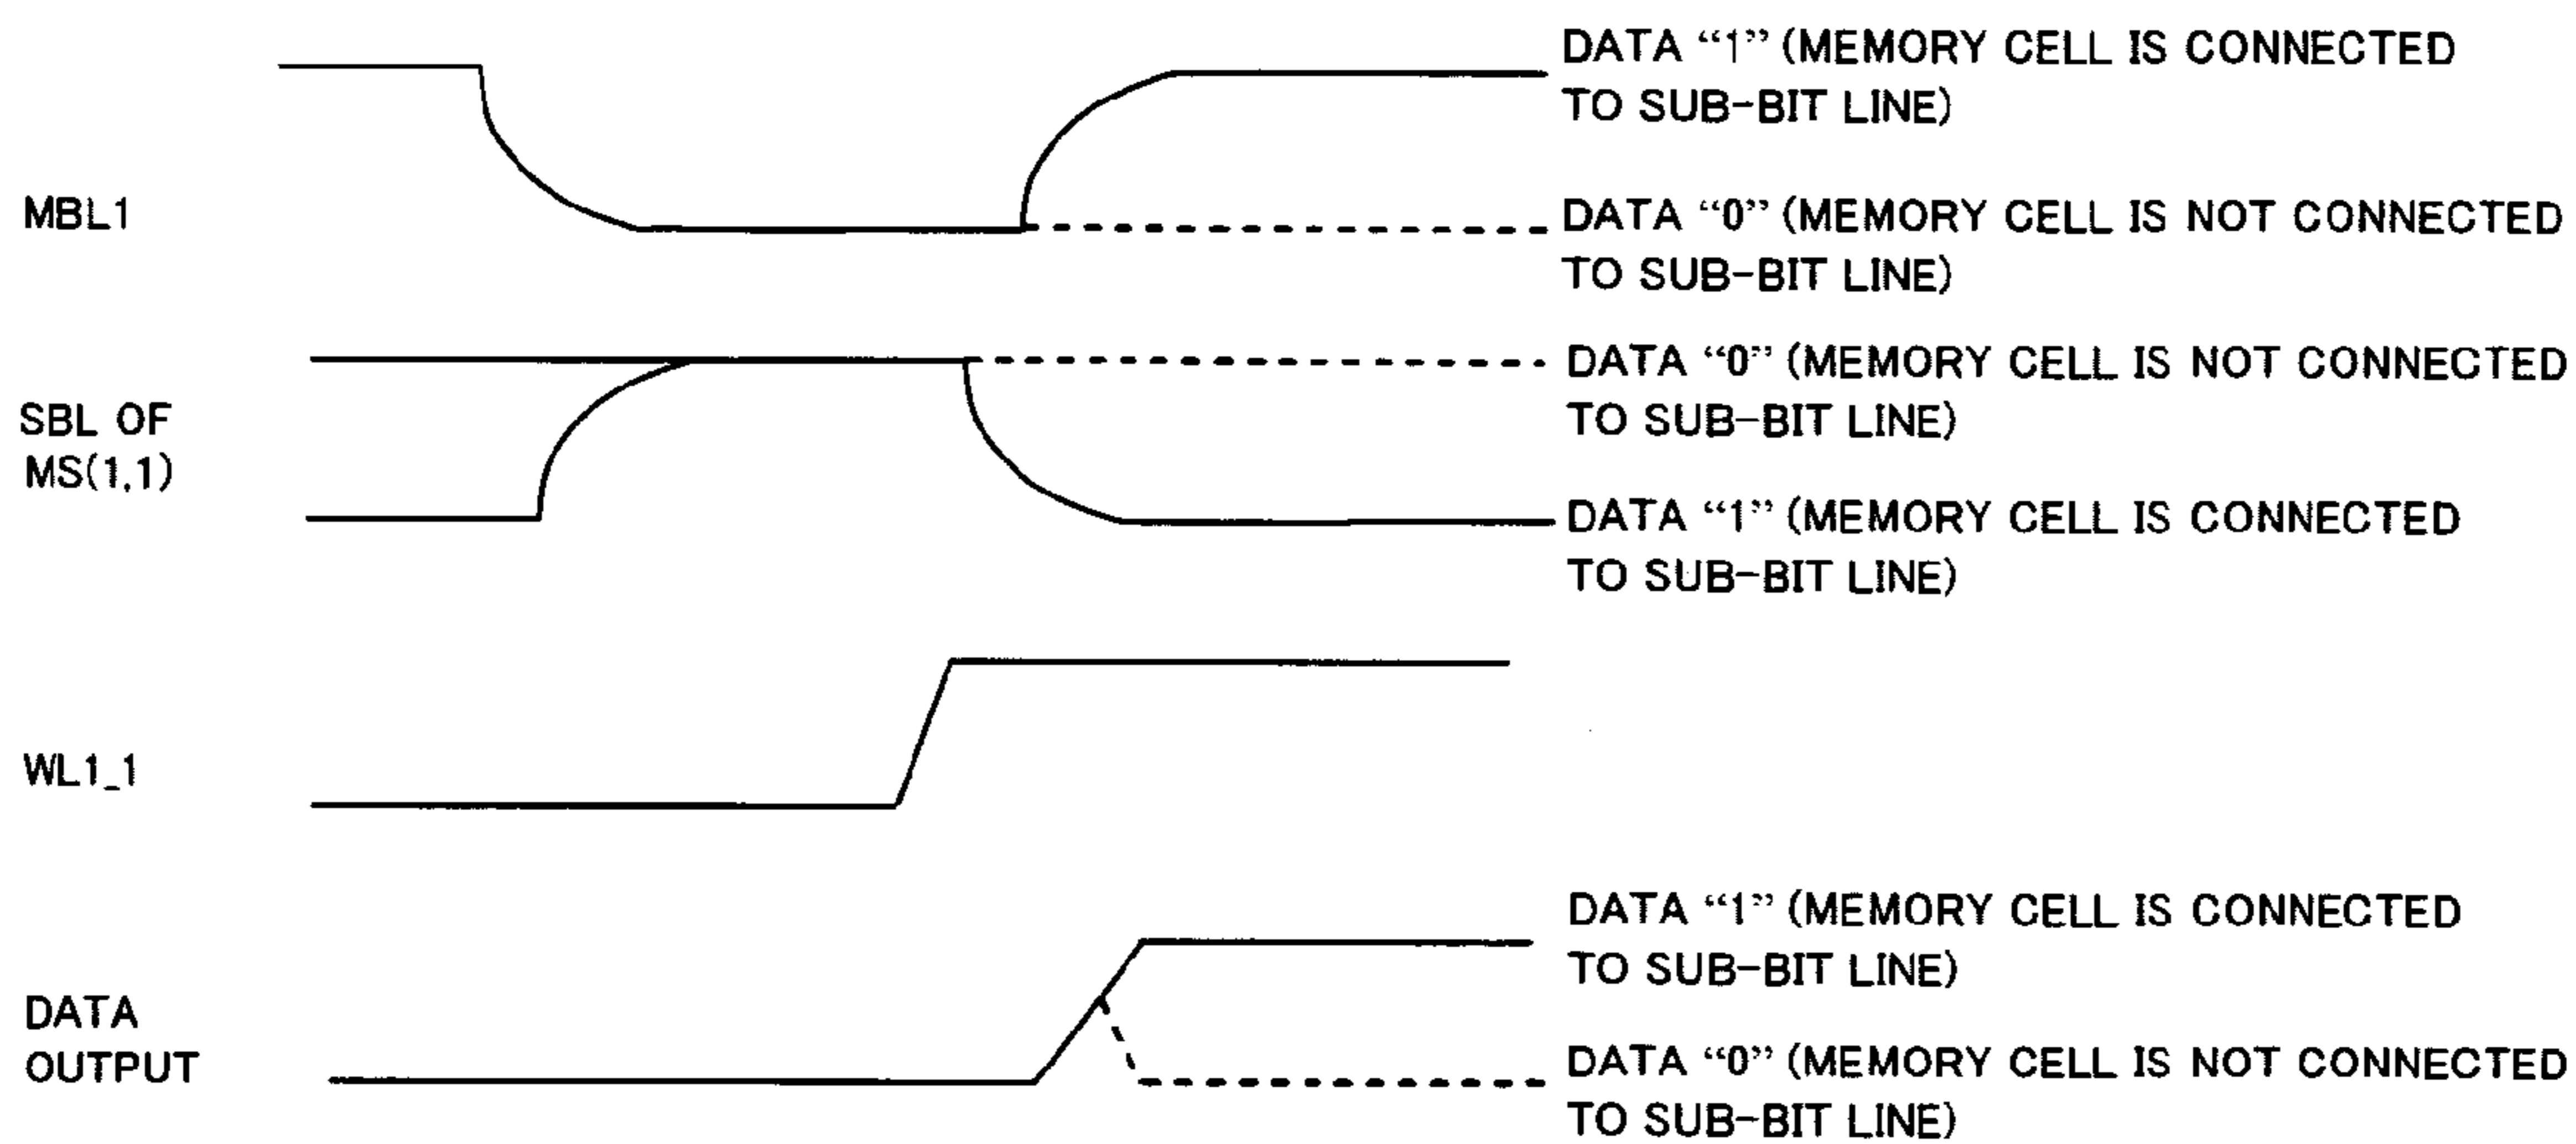 DATA “1” (MEMORY CELL IS CONNECTED
TO SUB-BIT LINE)
MBL1
DATA “0” (MEMORY CELL IS NOT CONNECTED
TO SUB-BIT LINE)
DATA “0” (MEMORY CELL IS NOT CONNECTED
TO SUB-BIT LINE)
SBL OF
MS(1,1)
DATA “1” (MEMORY CELL IS CONNECTED
TO SUB-BIT LINE)
WL1_1
DATA “1” (MEMORY CELL IS CONNECTED
TO SUB-BIT LINE)
DATA
OUTPUT
DATA “0” (MEMORY CELL IS NOT CONNECTED
TO SUB-BIT LINE)